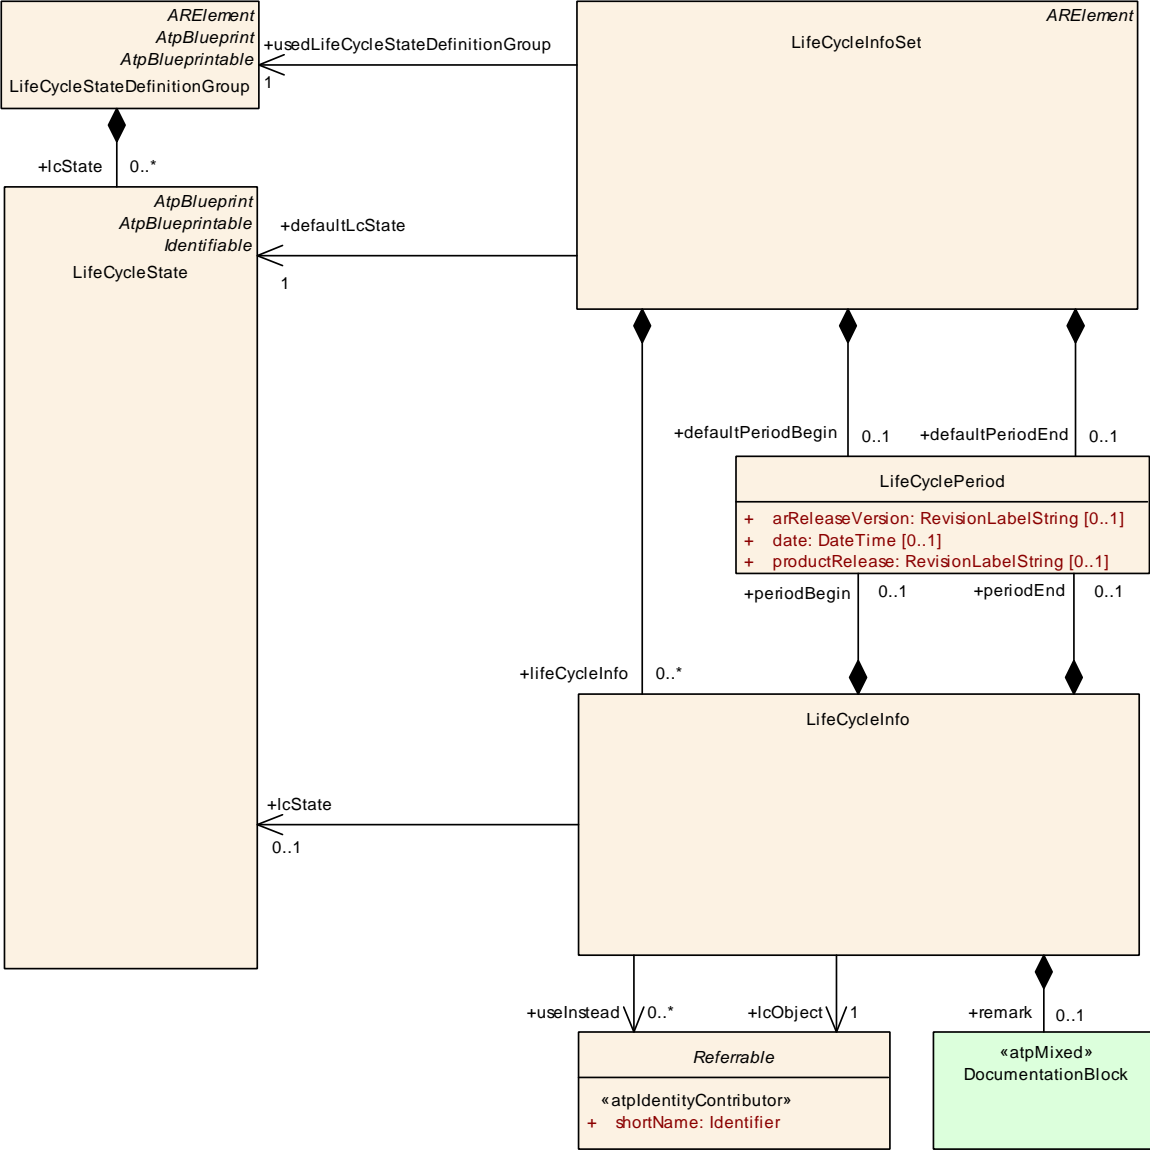 ARElement
AtpBlueprint
AtpBlueprintable
LifeCycleStateDefinitionGroup
+usedLifeCycleStateDefinitionGroup
1
ARElement
LifeCycleInfoSet
+lcState
0..*
AtpBlueprint
AtpBlueprintable
Identifiable
LifeCycleState
+defaultLcState
1
+defaultPeriodBegin
0..1
+defaultPeriodEnd
0..1
LifeCyclePeriod
+ arReleaseVersion: RevisionLabelString [0..1]
+ date: DateTime [0..1]
+ productRelease: RevisionLabelString [0..1]
+periodBegin
0..1
+periodEnd
0..1
+lifeCycleInfo
0..*
LifeCycleInfo
+lcState
0..1
+useInstead
0..*
+lcObject
1
+remark
0..1
Referrable
«atpIdentityContributor»
+ shortName: Identifier
«atpMixed»
DocumentationBlock